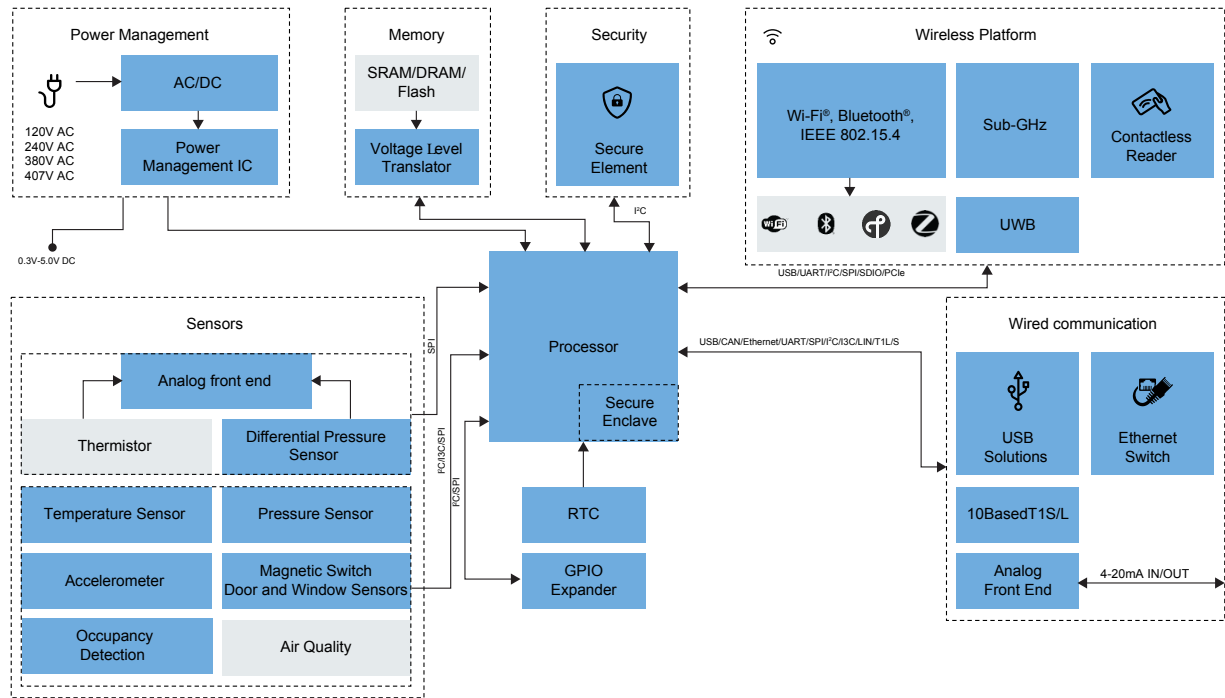 Power Management
AC/DC
120V AC
240V AC
380V AC
407V AC
Power
Management IC
0.3V-5.0V DC
Memory
SRAM/DRAM/
Flash
Voltage Level
Translator
Security
Secure
Element
I²C
Wireless Platform
Wi-Fi®, Bluetooth®,
IEEE 802.15.4
Sub-GHz
Contactless
Reader
WiFi
UWB
USB/UART/I²C/SPI/SDIO/PCIe
Sensors
Analog front end
Thermistor
Differential Pressure
Sensor
Temperature Sensor
Pressure Sensor
Accelerometer
Magnetic Switch
Door and Window Sensors
Occupancy
Detection
Air Quality
SPI
I²C/I3C/SPI
I²C/SPI
Processor
Secure
Enclave
RTC
GPIO
Expander
USB/CAN/Ethernet/UART/SPI/I²C/I3C/LIN/T1L/S
Wired communication
USB
Solutions
Ethernet
Switch
10BasedT1S/L
Analog
Front End
4-20mA IN/OUT